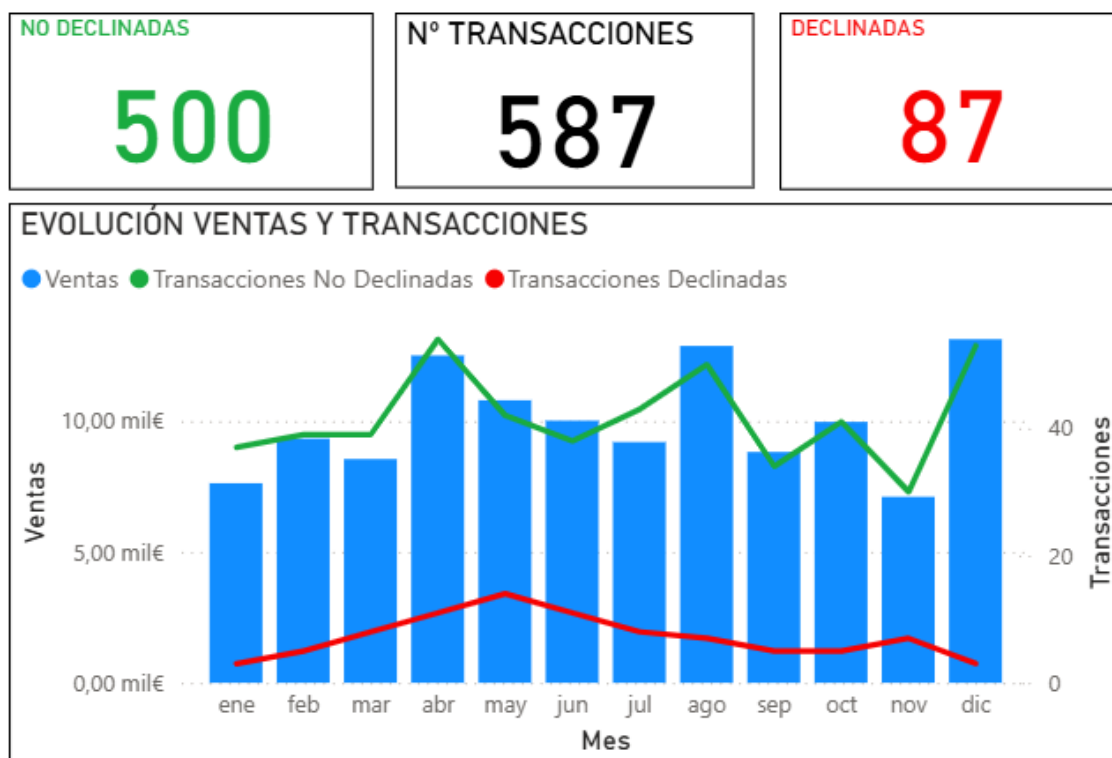 NO DECLINADAS
500
Nº TRANSACCIONES
587
DECLINADAS
87
EVOLUCIÓN VENTAS Y TRANSACCIONES
Ventas Transacciones No Declinadas Transacciones Declinadas
Ventas
10,00 mil€
5,00 mil€
0,00 mil€
40
20
0
Transacciones
ene feb mar abr may jun jul ago sep oct nov dic
Mes